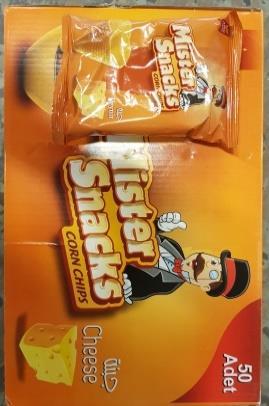 Mister
Snacks
CORN CHIPS
Mister
Snacks
CORN CHIPS
جبنة
Cheese
50
Adet